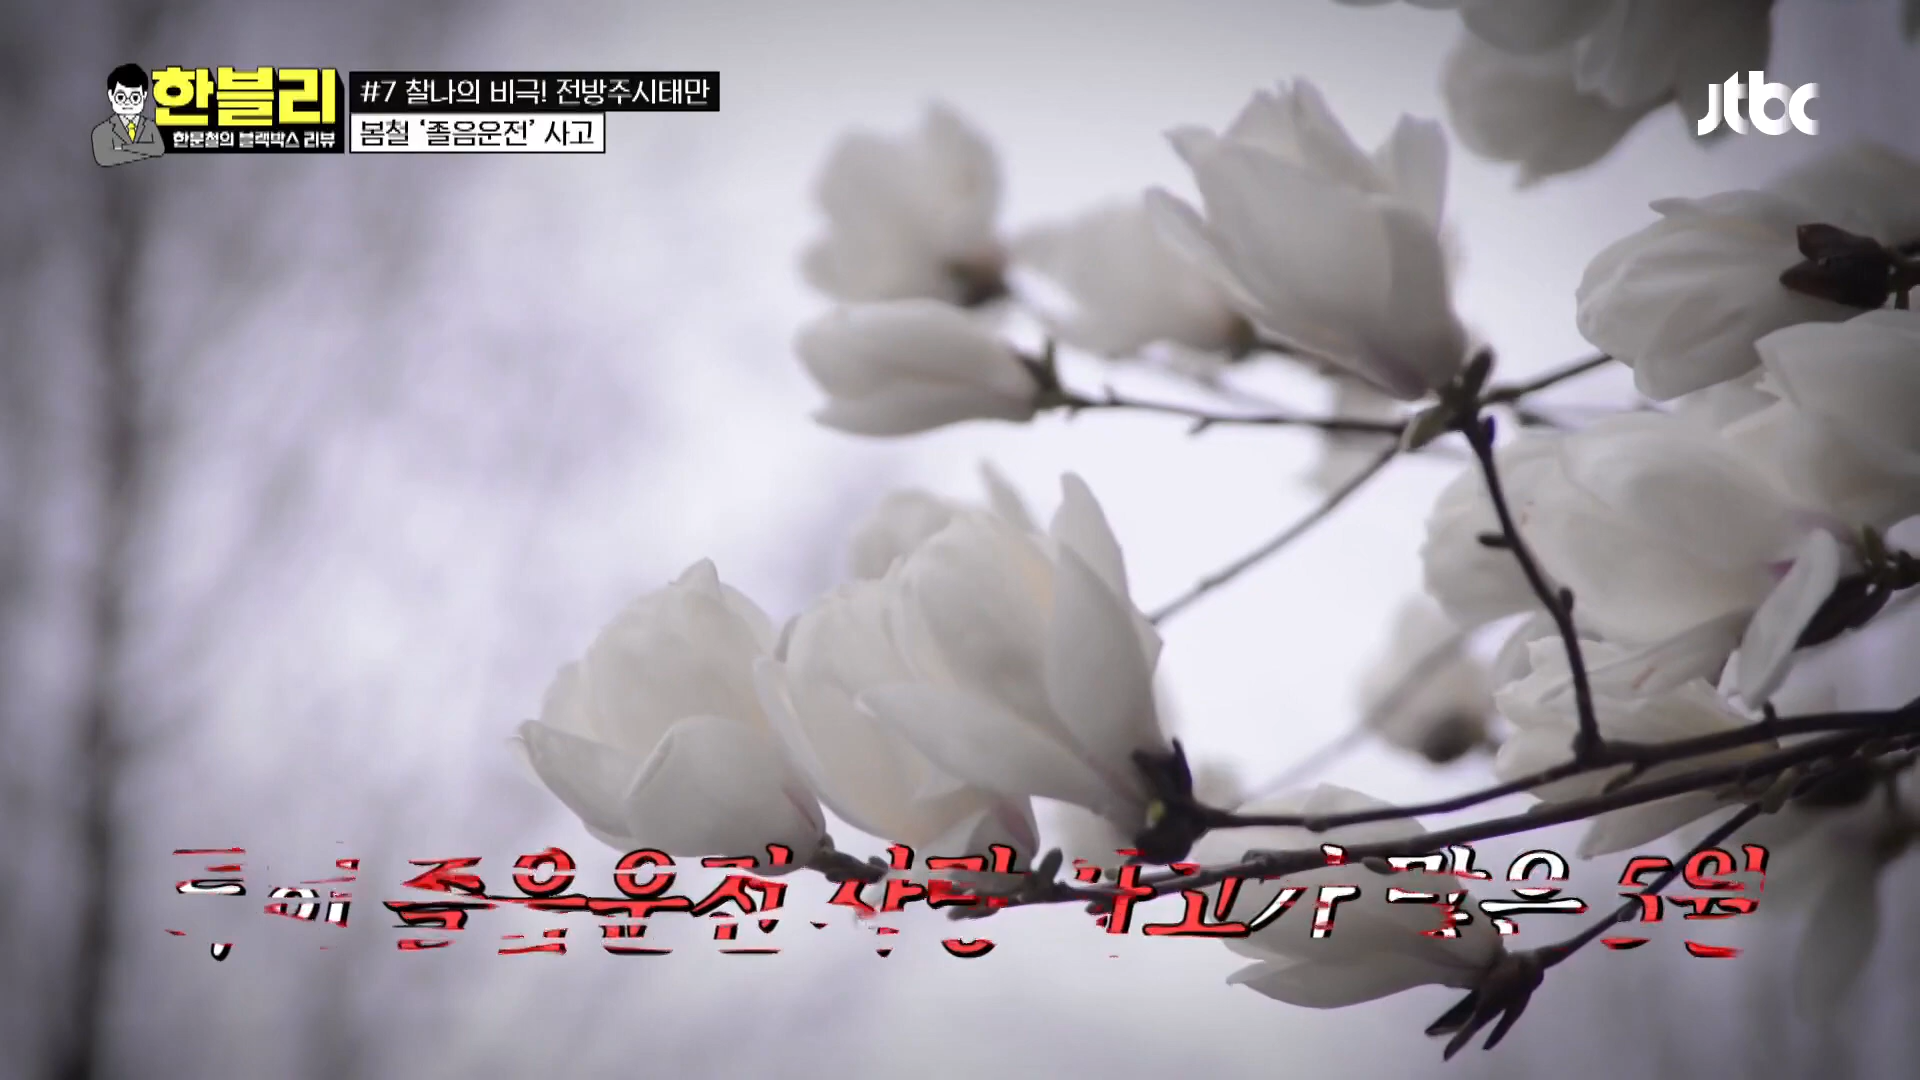 한블리
한문철의 블랙박스 리뷰
#7 찰나의 비극! 전방주시태만
봄철 ‘졸음운전’ 사고
jtbc
졸음운전 사망 사고가 많은 5월